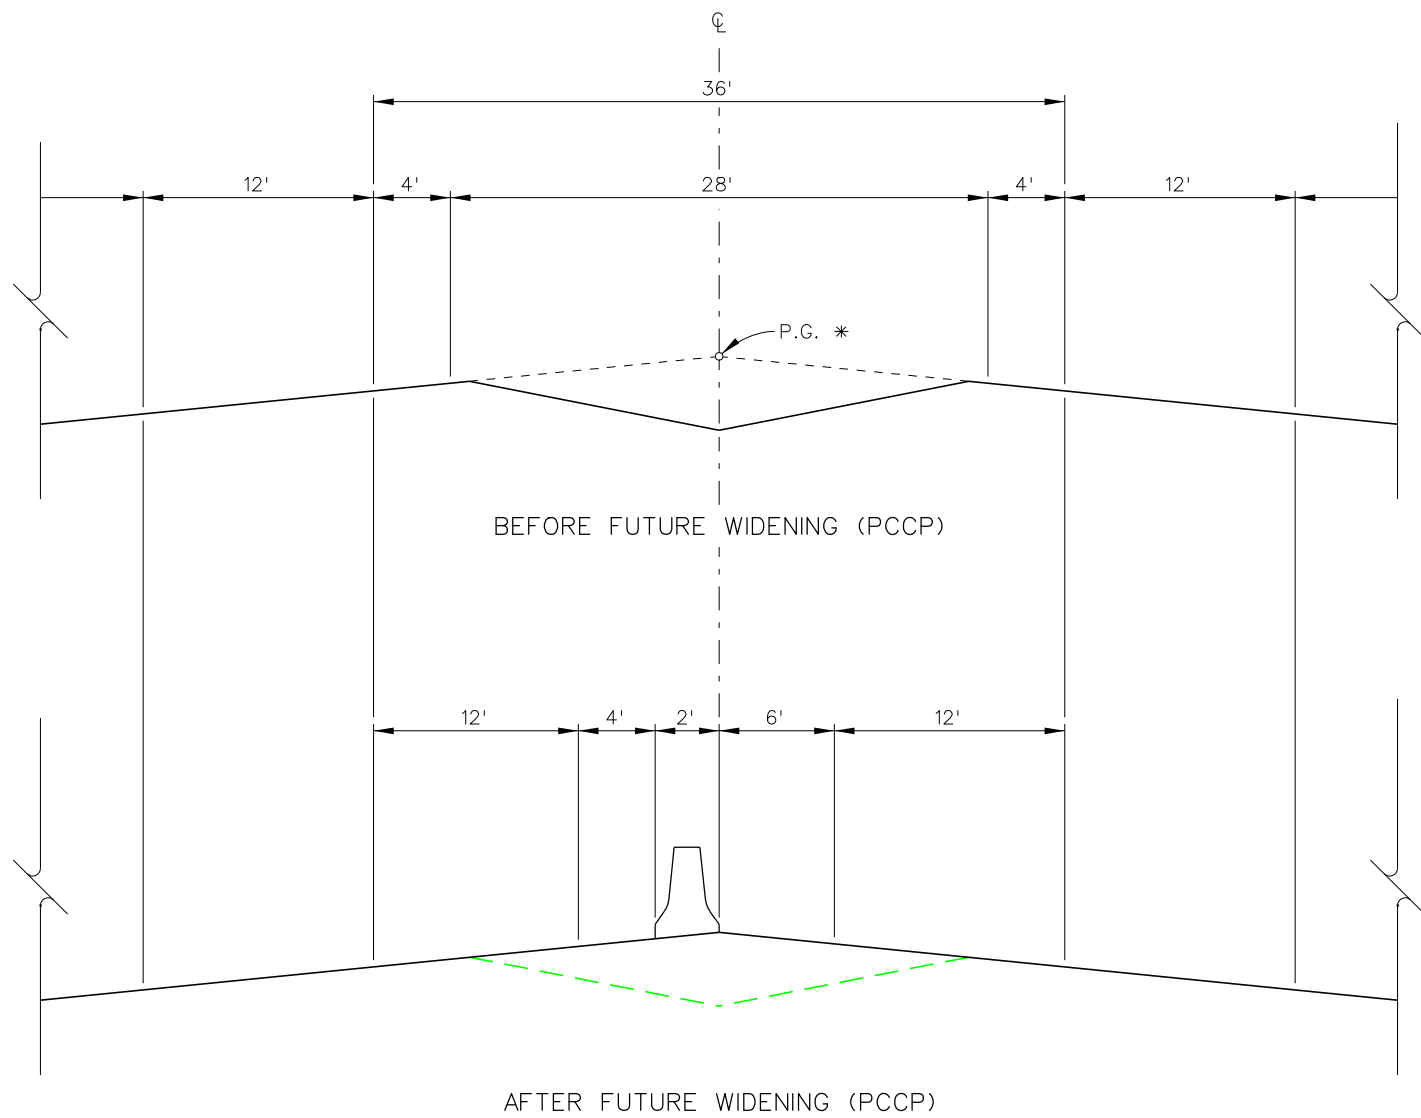 ℄
36'
12' 4' 28' 4' 12'
P.G. *
BEFORE FUTURE WIDENING (PCCP)
12' 4' 2' 6' 12'
AFTER FUTURE WIDENING (PCCP)